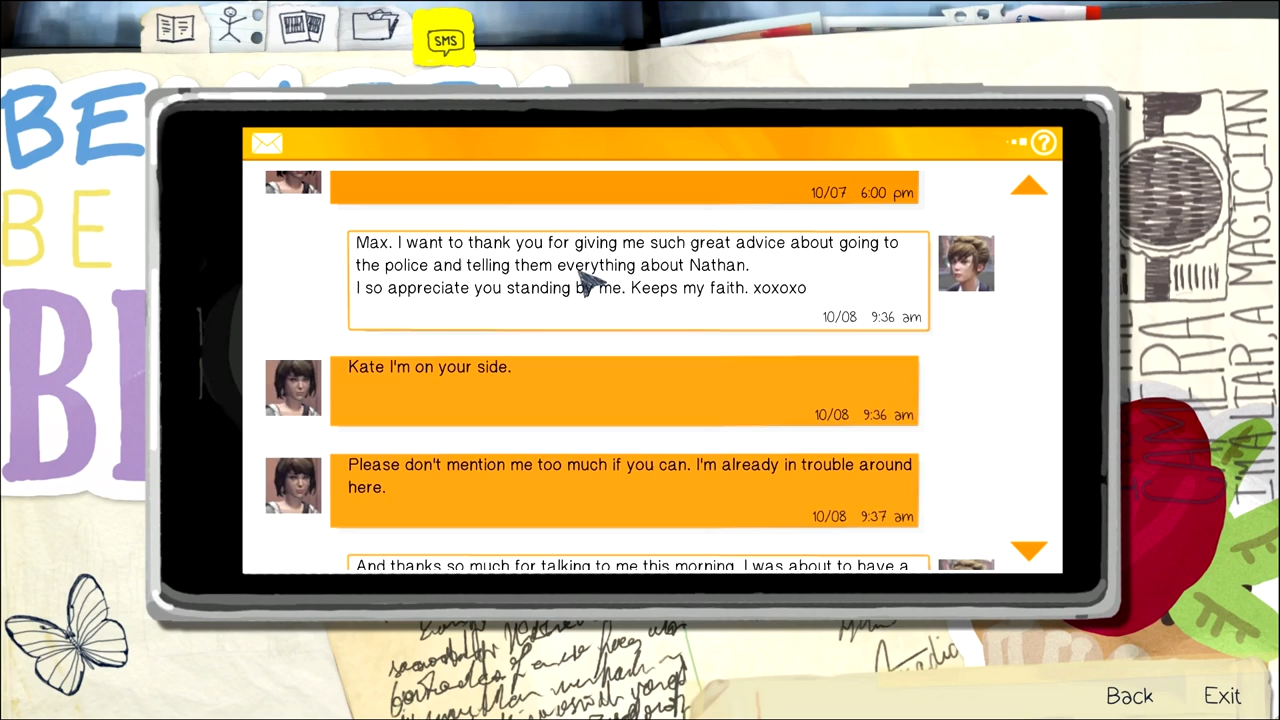 SMS
BE
BE
10/07 6:00 pm
Max. I want to thank you for giving me such great advice about going to
the police and telling them everything about Nathan.
I so appreciate you standing by me. Keeps my faith. xoxoxo
10/08 9:36 am
Kate I'm on your side.
10/08 9:36 am
Please don't mention me too much if you can. I'm already in trouble around
here.
10/08 9:37 am
And thanks so much for talking to me this morning. I was about to have a
CAMERA
I'M A LIAR, A MAGICIAN
Back Exit